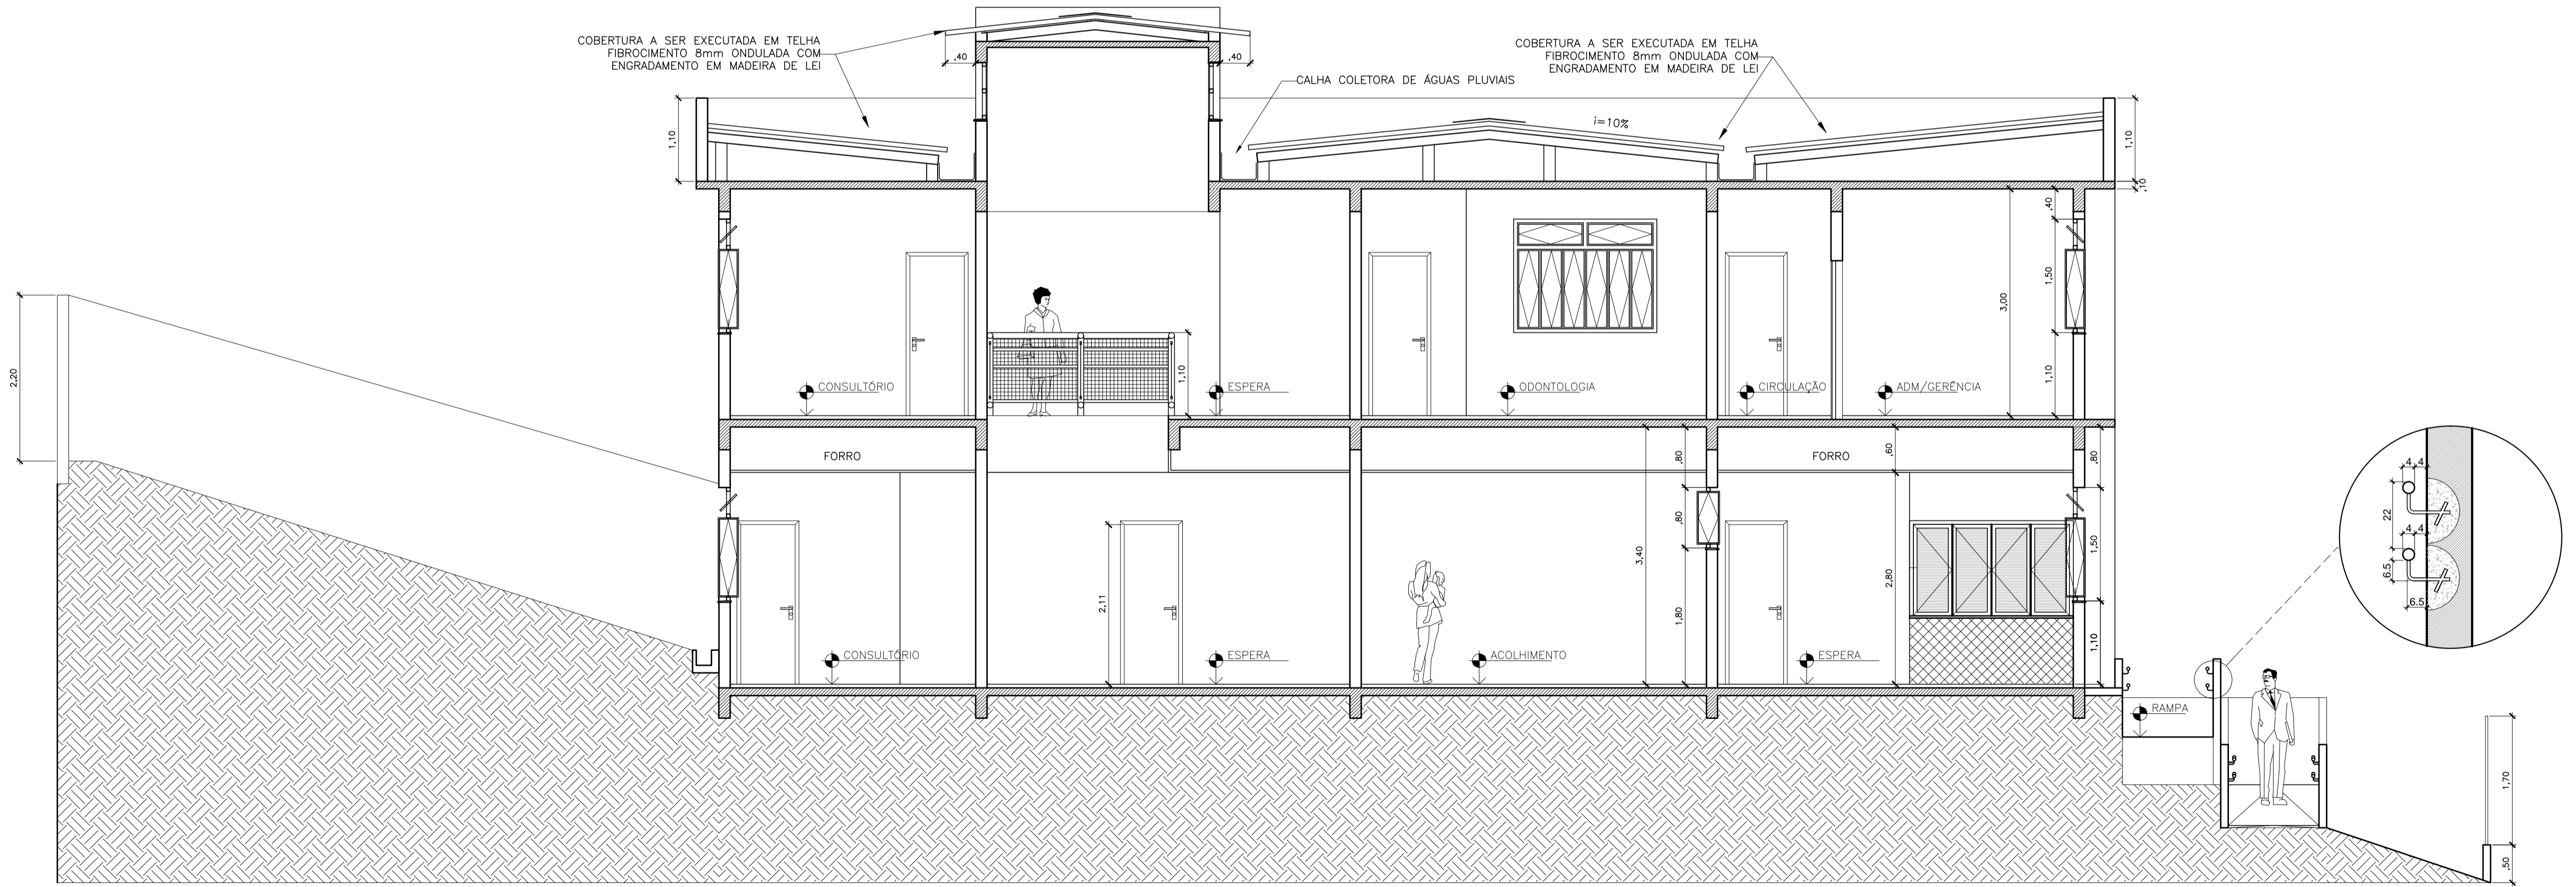 COBERTURA A SER EXECUTADA EM TELHA
FIBROCIMENTO 8mm ONDULADA COM
ENGRADAMENTO EM MADEIRA DE LEI
,40
,40
CALHA COLETORA DE ÁGUAS PLUVIAIS
COBERTURA A SER EXECUTADA EM TELHA
FIBROCIMENTO 8mm ONDULADA COM
ENGRADAMENTO EM MADEIRA DE LEI
i=10%
1,10
1,10
,10
,40
1,50
3,00
1,10
2,20
1,10
CONSULTÓRIO
ESPERA
ODONTOLOGIA
CIRCULAÇÃO
ADM/GERÊNCIA
FORRO
FORRO
,80
,60
,80
,80
3,40
1,80
2,80
1,50
1,10
2,11
CONSULTÓRIO
ESPERA
ACOLHIMENTO
ESPERA
RAMPA
4
4
22
4
4
6.5
6.5
1,70
,50